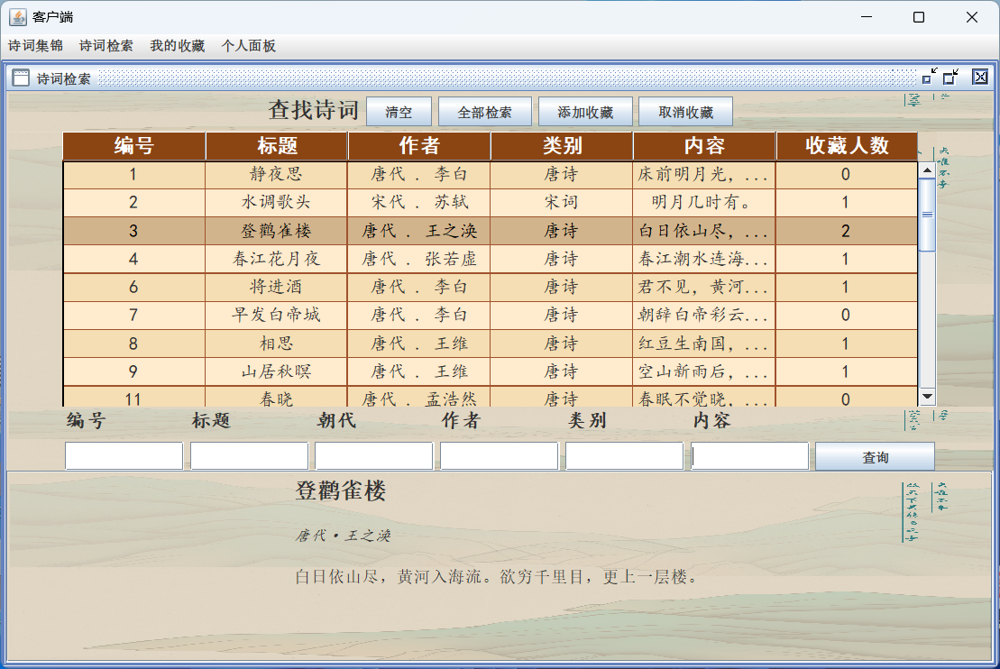 客户端
诗词集锦 诗词检索 我的收藏 个人面板
诗词检索
查找诗词 清空 全部检索 添加收藏 取消收藏
编号 标题 作者 类别 内容 收藏人数
1 静夜思 唐代 . 李白 唐诗 床前明月光，... 0
2 水调歌头 宋代 . 苏轼 宋词 明月几时有。 1
3 登鹳雀楼 唐代 . 王之涣 唐诗 白日依山尽，... 2
4 春江花月夜 唐代 . 张若虚 唐诗 春江潮水连海... 1
6 将进酒 唐代 . 李白 唐诗 君不见，黄河... 1
7 早发白帝城 唐代 . 李白 唐诗 朝辞白帝彩云... 0
8 相思 唐代 . 王维 唐诗 红豆生南国，... 1
9 山居秋暝 唐代 . 王维 唐诗 空山新雨后，... 1
11 春晓 唐代 . 孟浩然 唐诗 春眠不觉晓，... 0
编号 标题 朝代 作者 类别 内容
查询
登鹳雀楼
唐代·王之涣
白日依山尽，黄河入海流。欲穷千里目，更上一层楼。